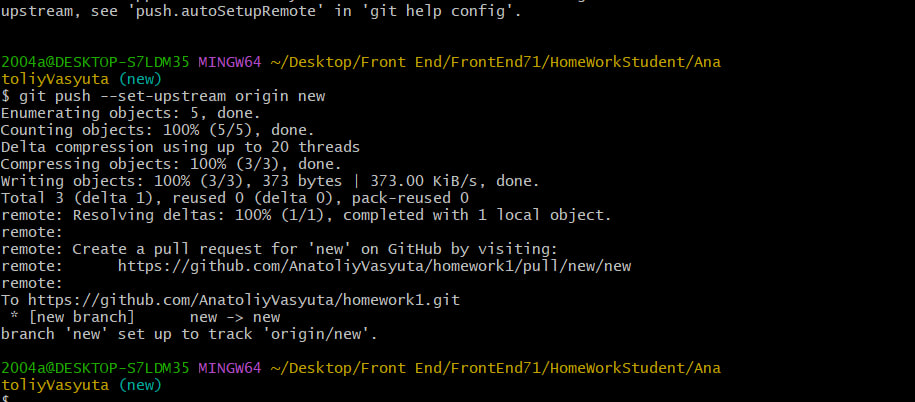 upstream, see 'push.autoSetupRemote' in 'git help config'.
2004a@DESKTOP-S7LDM35 MINGW64 ~/Desktop/Front End/FrontEnd71/HomeWorkStudent/Ana
toliyVasyuta (new)
$ git push --set-upstream origin new
Enumerating objects: 5, done.
Counting objects: 100% (5/5), done.
Delta compression using up to 20 threads
Compressing objects: 100% (3/3), done.
Writing objects: 100% (3/3), 373 bytes | 373.00 KiB/s, done.
Total 3 (delta 1), reused 0 (delta 0), pack-reused 0
remote: Resolving deltas: 100% (1/1), completed with 1 local object.
remote:
remote: Create a pull request for 'new' on GitHub by visiting:
remote:      https://github.com/AnatoliyVasyuta/homework1/pull/new/new
remote:
To https://github.com/AnatoliyVasyuta/homework1.git
 * [new branch]      new -> new
branch 'new' set up to track 'origin/new'.
2004a@DESKTOP-S7LDM35 MINGW64 ~/Desktop/Front End/FrontEnd71/HomeWorkStudent/Ana
toliyVasyuta (new)
$